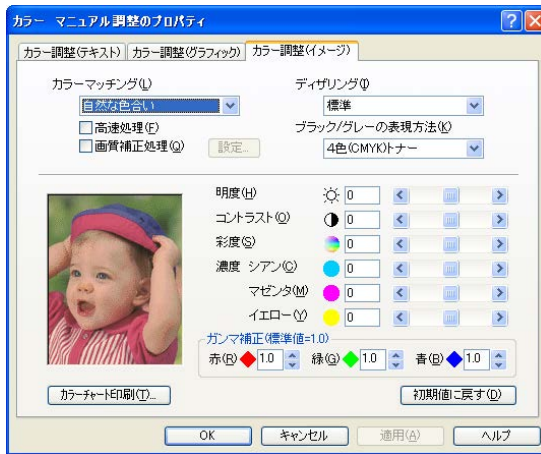 カラー マニュアル調整のプロパティ
カラー調整(テキスト) カラー調整(グラフィック) カラー調整(イメージ)
カラーマッチング(L) ディザリング(I)
自然な色合い 標準
高速処理(F) ブラック/グレーの表現方法(K)
画質補正処理(Q) 設定... 4色(CMYK)トナー
明度(H) 0
コントラスト(O) 0
彩度(S) 0
濃度 シアン(C) 0
マゼンタ(M) 0
イエロー(Y) 0
ガンマ補正(標準値=1.0)
赤(R) 1.0 緑(G) 1.0 青(B) 1.0
カラーチャート印刷(T)... 初期値に戻す(D)
OK キャンセル 適用(A) ヘルプ